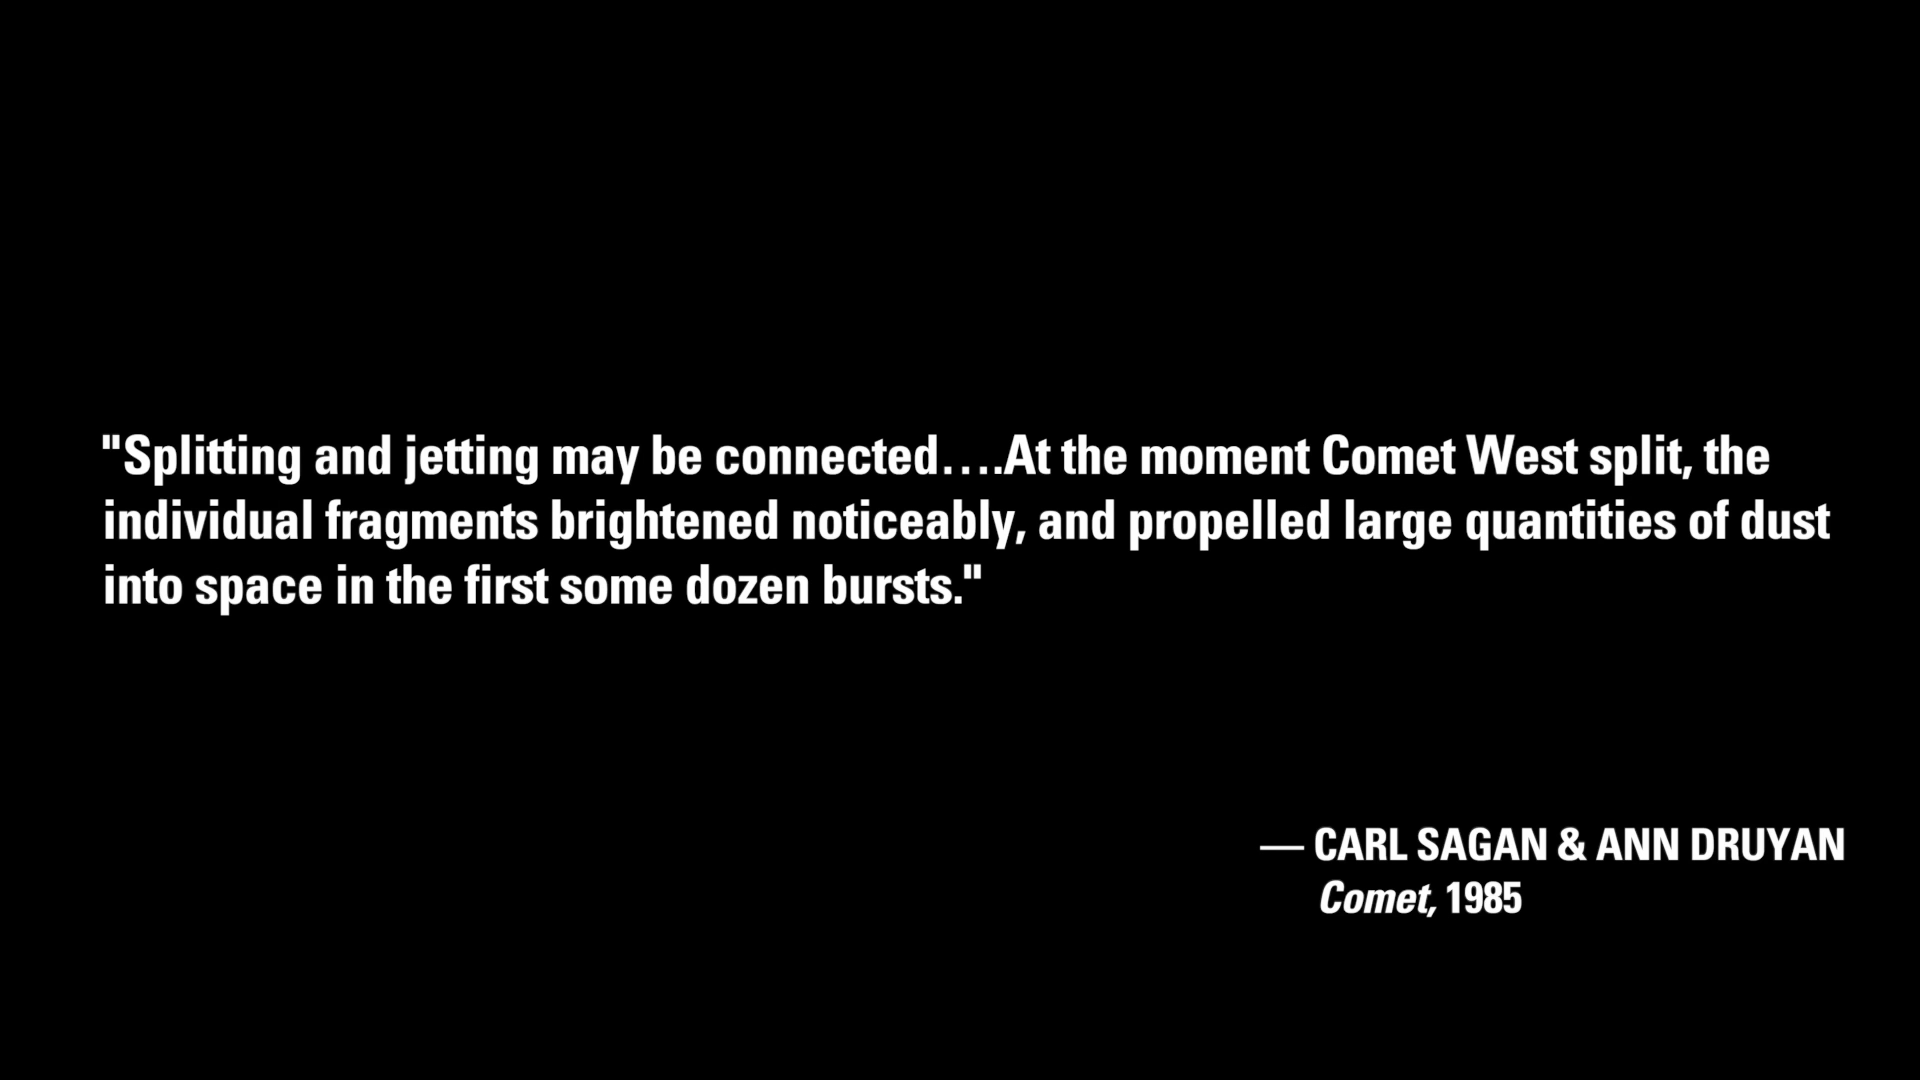 "Splitting and jetting may be connected….At the moment Comet West split, the
individual fragments brightened noticeably, and propelled large quantities of dust
into space in the first some dozen bursts."
— CARL SAGAN & ANN DRUYAN
Comet, 1985